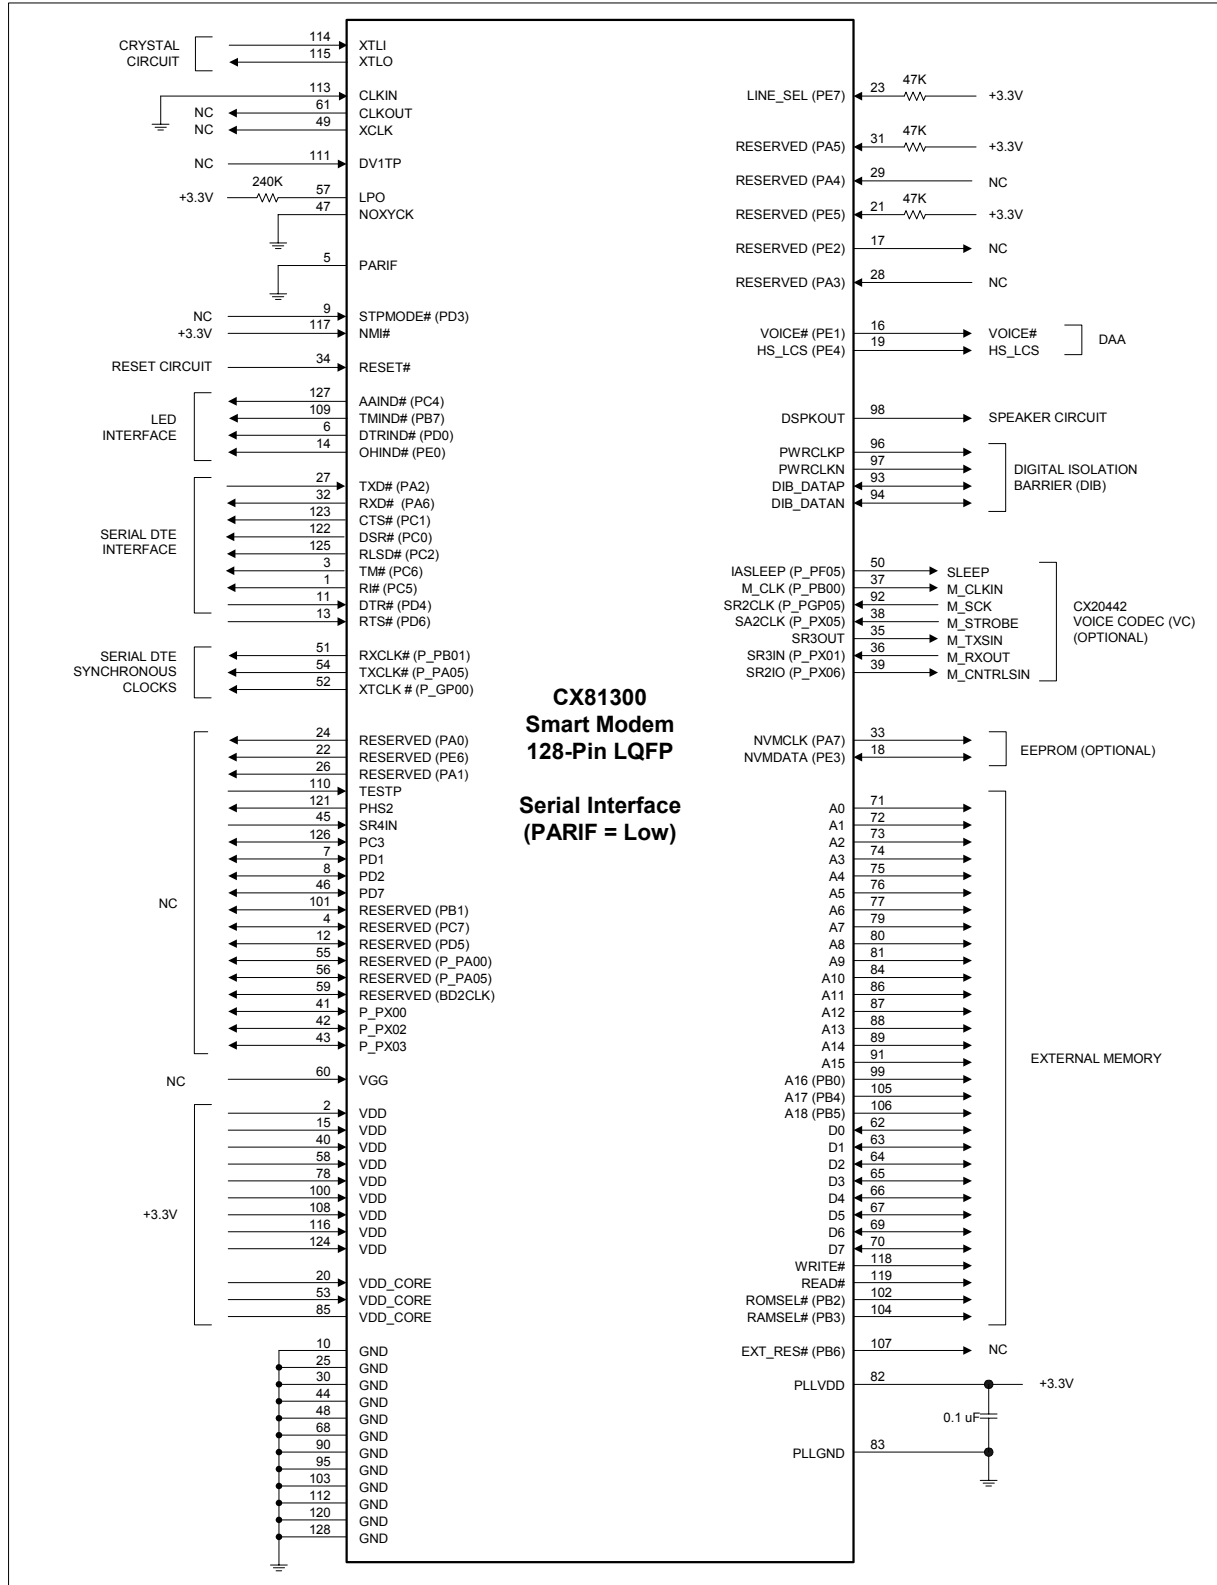 CRYSTAL
CIRCUIT
114 XTLI
115 XTLO
113 CLKIN
NC 61 CLKOUT
NC 49 XCLK
NC 111 DV1TP
240K
+3.3V 57 LPO
47 NOXYCK
5 PARIF
NC 9 STPMODE# (PD3)
+3.3V 117 NMI#
RESET CIRCUIT 34 RESET#
LED
INTERFACE
127 AAIND# (PC4)
109 TMIND# (PB7)
6 DTRIND# (PD0)
14 OHIND# (PE0)
SERIAL DTE
INTERFACE
27 TXD# (PA2)
32 RXD# (PA6)
123 CTS# (PC1)
122 DSR# (PC0)
125 RLSD# (PC2)
3 TM# (PC6)
1 RI# (PC5)
11 DTR# (PD4)
13 RTS# (PD6)
SERIAL DTE
SYNCHRONOUS
CLOCKS
51 RXCLK# (P_PB01)
54 TXCLK# (P_PA05)
52 XTCLK # (P_GP00)
NC
24 RESERVED (PA0)
22 RESERVED (PE6)
26 RESERVED (PA1)
110 TESTP
121 PHS2
45 SR4IN
126 PC3
7 PD1
8 PD2
46 PD7
101 RESERVED (PB1)
4 RESERVED (PC7)
12 RESERVED (PD5)
55 RESERVED (P_PA00)
56 RESERVED (P_PA05)
59 RESERVED (BD2CLK)
41 P_PX00
42 P_PX02
43 P_PX03
NC 60 VGG
+3.3V
2 VDD
15 VDD
40 VDD
58 VDD
78 VDD
100 VDD
108 VDD
116 VDD
124 VDD
20 VDD_CORE
53 VDD_CORE
85 VDD_CORE
10 GND
25 GND
30 GND
44 GND
48 GND
68 GND
90 GND
95 GND
103 GND
112 GND
120 GND
128 GND
CX81300
Smart Modem
128-Pin LQFP
Serial Interface
(PARIF = Low)
47K
LINE_SEL (PE7) 23 +3.3V
47K
RESERVED (PA5) 31 +3.3V
RESERVED (PA4) 29 NC
47K
RESERVED (PE5) 21 +3.3V
RESERVED (PE2) 17 NC
RESERVED (PA3) 28 NC
VOICE# (PE1) 16 VOICE#
HS_LCS (PE4) 19 HS_LCS
DAA
DSPKOUT 98 SPEAKER CIRCUIT
PWRCLKP 96
PWRCLKN 97
DIB_DATAP 93
DIB_DATAN 94
DIGITAL ISOLATION
BARRIER (DIB)
IASLEEP (P_PF05) 50 SLEEP
M_CLK (P_PB00) 37 M_CLKIN
SR2CLK (P_PGP05) 92 M_SCK
SA2CLK (P_PX05) 38 M_STROBE
SR3OUT 35 M_TXSIN
SR3IN (P_PX01) 36 M_RXOUT
SR2IO (P_PX06) 39 M_CNTRLSIN
CX20442
VOICE CODEC (VC)
(OPTIONAL)
NVMCLK (PA7) 33
NVMDATA (PE3) 18
EEPROM (OPTIONAL)
A0 71
A1 72
A2 73
A3 74
A4 75
A5 76
A6 77
A7 79
A8 80
A9 81
A10 84
A11 86
A12 87
A13 88
A14 89
A15 91
A16 (PB0) 99
A17 (PB4) 105
A18 (PB5) 106
D0 62
D1 63
D2 64
D3 65
D4 66
D5 67
D6 69
D7 70
WRITE# 118
READ# 119
ROMSEL# (PB2) 102
RAMSEL# (PB3) 104
EXTERNAL MEMORY
EXT_RES# (PB6) 107 NC
PLLVDD 82 +3.3V
0.1 uF
PLLGND 83